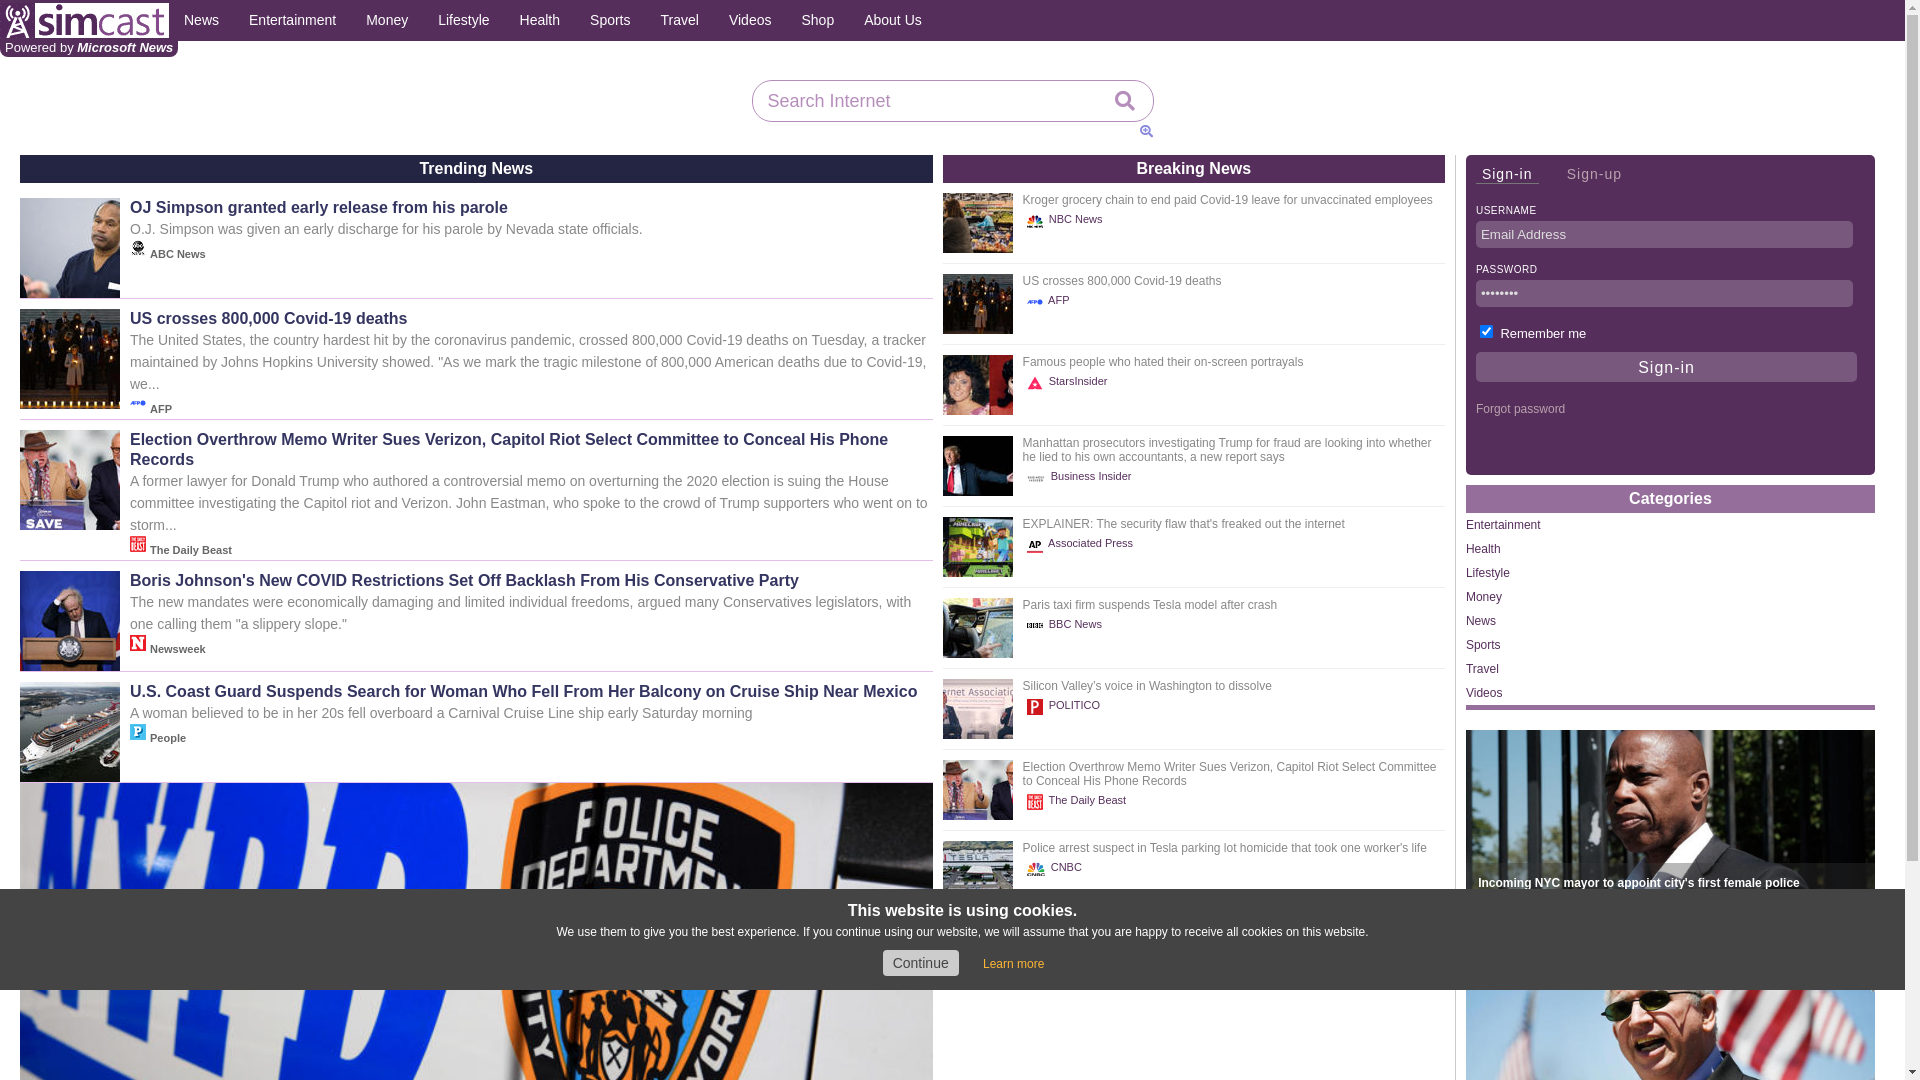 simcast
News
Entertainment
Money
Lifestyle
Health
Sports
Travel
Videos
Shop
About Us
Powered by Microsoft News
Search Internet
Trending News
OJ Simpson granted early release from his parole
O.J. Simpson was given an early discharge for his parole by Nevada state officials.
ABC News
US crosses 800,000 Covid-19 deaths
The United States, the country hardest hit by the coronavirus pandemic, crossed 800,000 Covid-19 deaths on Tuesday, a tracker
maintained by Johns Hopkins University showed. "As we mark the tragic milestone of 800,000 American deaths due to Covid-19,
we...
AFP
Election Overthrow Memo Writer Sues Verizon, Capitol Riot Select Committee to Conceal His Phone
Records
A former lawyer for Donald Trump who authored a controversial memo on overturning the 2020 election is suing the House
committee investigating the Capitol riot and Verizon. John Eastman, who spoke to the crowd of Trump supporters who went on to
storm...
SAVE
The Daily Beast
Boris Johnson's New COVID Restrictions Set Off Backlash From His Conservative Party
The new mandates were economically damaging and limited individual freedoms, argued many Conservatives legislators, with
one calling them "a slippery slope."
Newsweek
U.S. Coast Guard Suspends Search for Woman Who Fell From Her Balcony on Cruise Ship Near Mexico
A woman believed to be in her 20s fell overboard a Carnival Cruise Line ship early Saturday morning
People
NYPD
POLICE
DEPARTMENT
Breaking News
Kroger grocery chain to end paid Covid-19 leave for unvaccinated employees
NBC News
US crosses 800,000 Covid-19 deaths
AFP
Famous people who hated their on-screen portrayals
StarsInsider
Manhattan prosecutors investigating Trump for fraud are looking into whether
he lied to his own accountants, a new report says
Business Insider
EXPLAINER: The security flaw that's freaked out the internet
AP Associated Press
Paris taxi firm suspends Tesla model after crash
BBC News
Silicon Valley's voice in Washington to dissolve
POLITICO
Election Overthrow Memo Writer Sues Verizon, Capitol Riot Select Committee
to Conceal His Phone Records
The Daily Beast
Police arrest suspect in Tesla parking lot homicide that took one worker's life
CNBC
Sign-in
Sign-up
USERNAME
Email Address
PASSWORD
••••••••
Remember me
Sign-in
Forgot password
Categories
Entertainment
Health
Lifestyle
Money
News
Sports
Travel
Videos
Incoming NYC mayor to appoint city's first female police
This website is using cookies.
We use them to give you the best experience. If you continue using our website, we will assume that you are happy to receive all cookies on this website.
Continue
Learn more